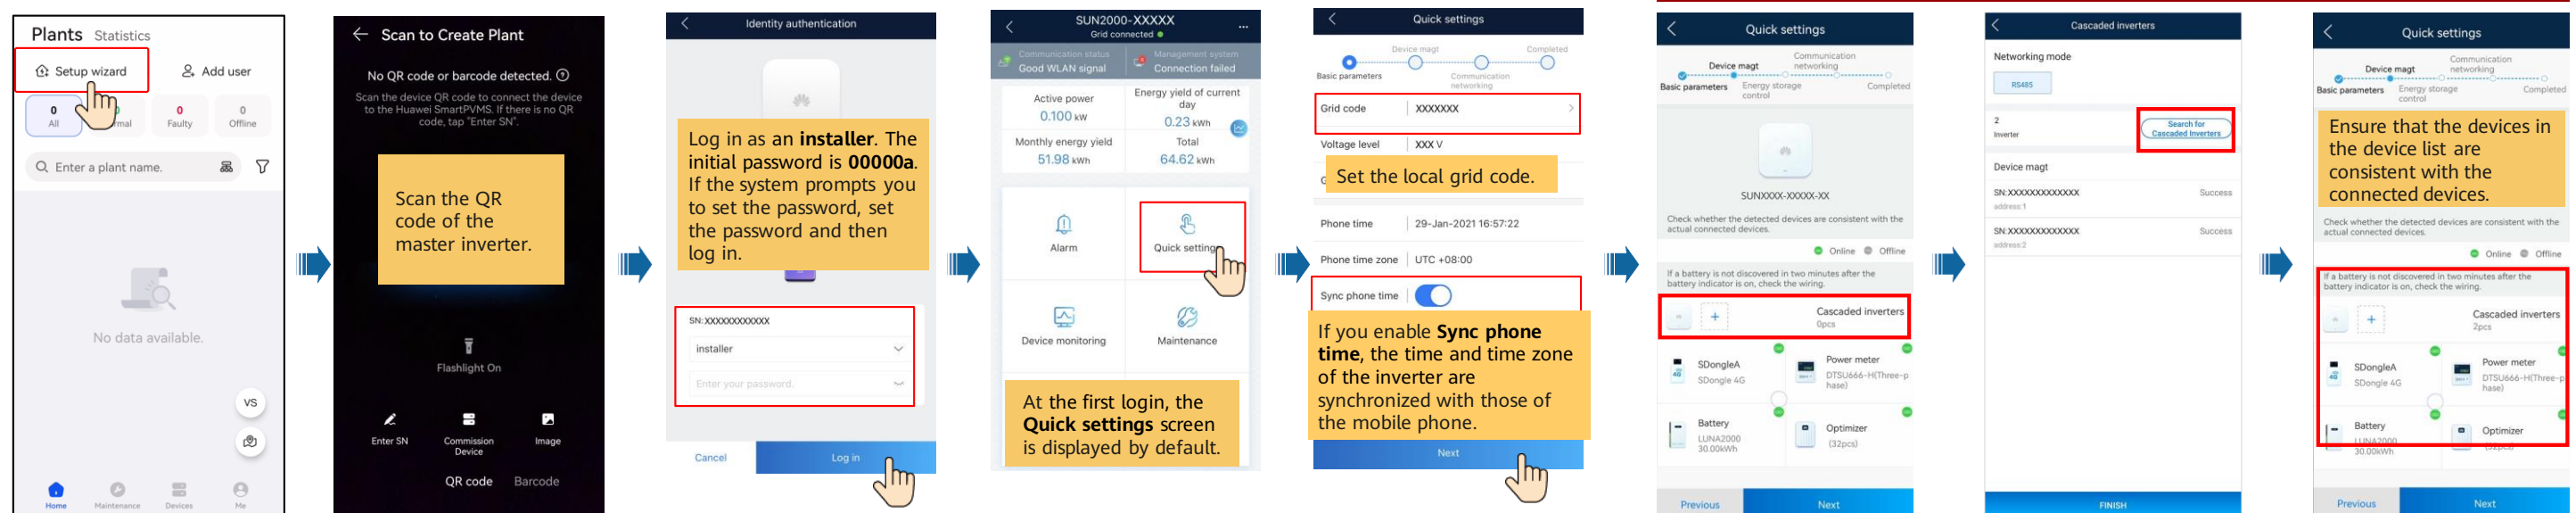 Plants Statistics
Setup wizard
Add user
0
All
0
Faulty
0
Offline
Enter a plant name.
No data available.
VS
Home
Maintenance
Devices
Me
Scan to Create Plant
No QR code or barcode detected.
Scan the device QR code to connect the device
to the Huawei SmartPVMS. If there is no QR
code, tap "Enter SN".
Scan the QR
code of the
master inverter.
Flashlight On
Enter SN
Commission
Device
Image
QR code
Barcode
Identity authentication
Log in as an installer. The
initial password is 00000a.
If the system prompts you
to set the password, set
the password and then
log in.
SN:XXXXXXXXXXXX
installer
Enter your password.
Cancel
Log in
SUN2000-XXXXX
Grid connected
...
Communication status
Good WLAN signal
Management system
Connection failed
Active power
0.100 kW
Energy yield of current
day
0.23 kWh
Monthly energy yield
51.98 kWh
Total
64.62 kWh
Alarm
Quick settings
Device monitoring
Maintenance
At the first login, the
Quick settings screen
is displayed by default.
Quick settings
Device magt
Completed
Basic parameters
Communication
networking
Grid code
XXXXXXX
Voltage level
XXX V
Set the local grid code.
Phone time
29-Jan-2021 16:57:22
Phone time zone
UTC +08:00
Sync phone time
If you enable Sync phone
time, the time and time zone
of the inverter are
synchronized with those of
the mobile phone.
Next
Quick settings
Device magt
Communication
networking
Basic parameters
Energy storage
control
Completed
SUNXXXX-XXXXX-XX
Check whether the detected devices are consistent with the
actual connected devices.
Online
Offline
If a battery is not discovered in two minutes after the
battery indicator is on, check the wiring.
+
Cascaded inverters
0pcs
SDongleA
SDongle 4G
Power meter
DTSU666-H(Three-p
hase)
Battery
LUNA2000
30.00kWh
Optimizer
(32pcs)
Previous
Next
Cascaded inverters
Networking mode
RS485
2
Inverter
Search for
Cascaded Inverters
Device magt
SN:XXXXXXXXXXXXX
Success
address:1
SN:XXXXXXXXXXXXX
Success
address:2
FINISH
Quick settings
Device magt
Communication
networking
Basic parameters
Energy storage
control
Completed
Ensure that the devices in
the device list are
consistent with the
connected devices.
Check whether the detected devices are consistent with the
actual connected devices.
Online
Offline
If a battery is not discovered in two minutes after the
battery indicator is on, check the wiring.
+
Cascaded inverters
2pcs
SDongleA
SDongle 4G
Power meter
DTSU666-H(Three-p
hase)
Battery
LUNA2000
30.00kWh
Optimizer
(32pcs)
Previous
Next